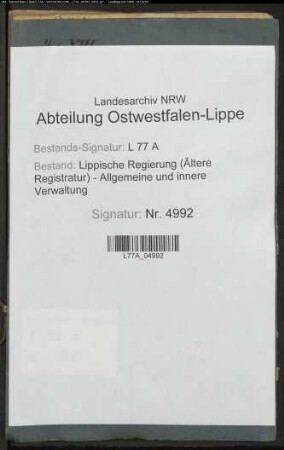 Landesarchiv NRW
Abteilung Ostwestfalen-Lippe
Bestands-Signatur: L 77 A
Bestand: Lippische Regierung (Ältere
Registratur) - Allgemeine und innere
Verwaltung
Signatur: Nr. 4992
L77A_04992